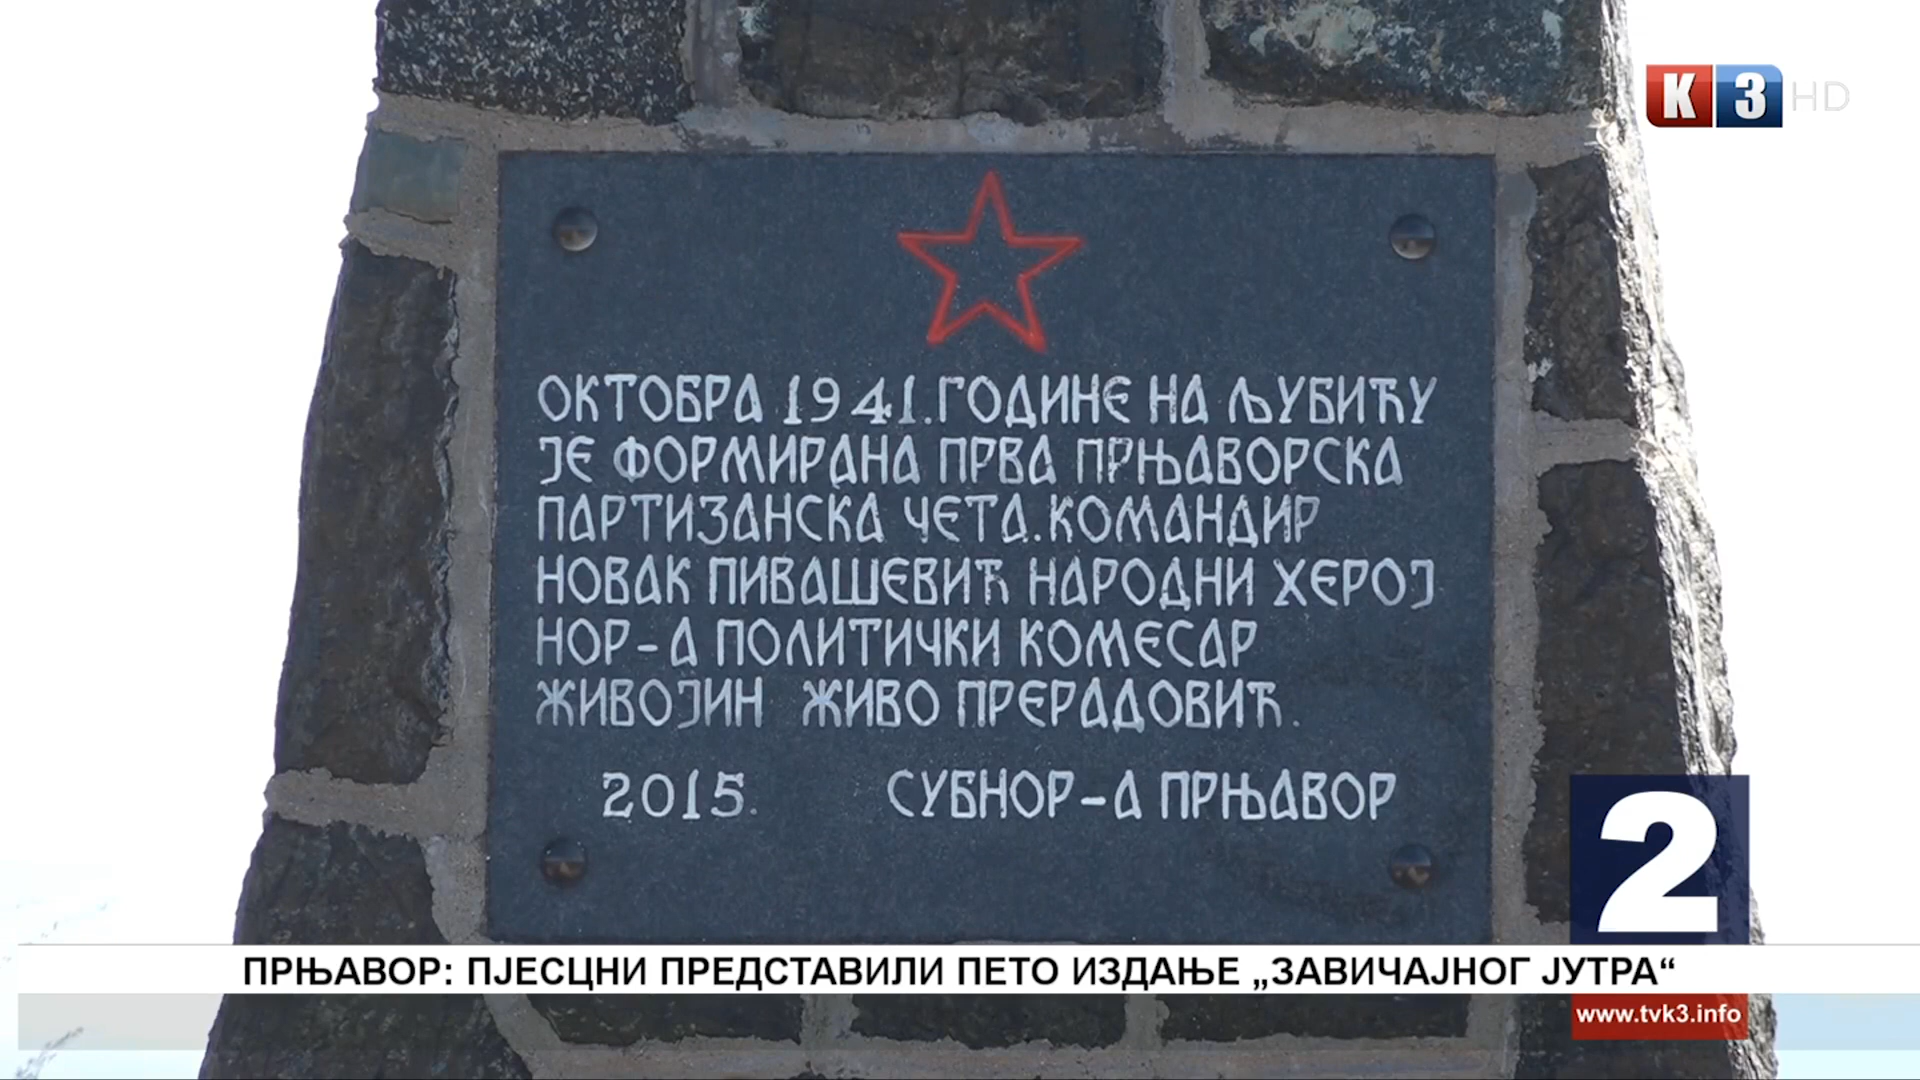 К3 HD
ОКТОБРА 1941.ГОДИНЕ НА ЉУБИЋУ
ЈЕ ФОРМИРАНА ПРВА ПРЊАВОРСКА
ПАРТИЗАНСКА ЧЕТА.КОМАНДИР
НОВАК ПИВАШЕВИЋ НАРОДНИ ХЕРОЈ
НОР-А ПОЛИТИЧКИ КОМЕСАР
ЖИВОЈИН ЖИВО ПРЕРАДОВИЋ.
2015. СУБНОР-А ПРЊАВОР
2
ПРЊАВОР: ПЈЕСЦНИ ПРЕДСТАВИЛИ ПЕТО ИЗДАЊЕ „ЗАВИЧАЈНОГ ЈУТРА“
www.tvk3.info